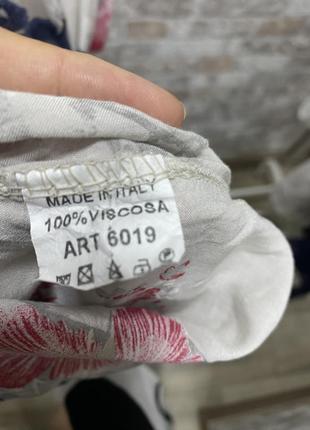 MADE IN ITALY
100% VISCOSA
ART 6019